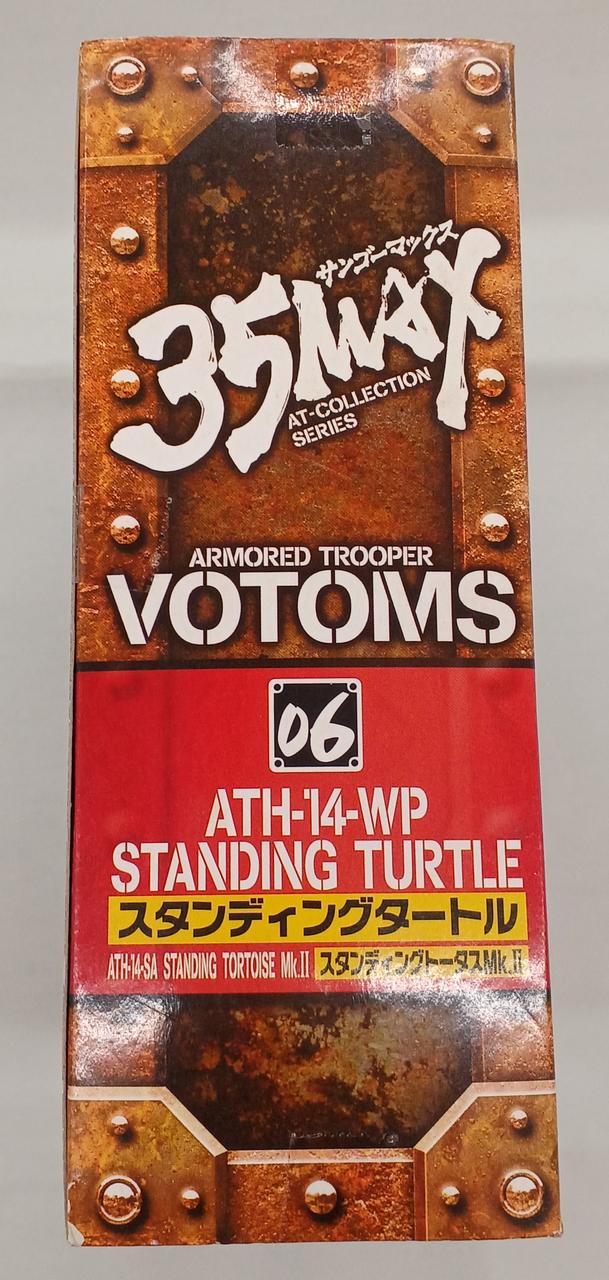 サンゴーマックス
35MAX
AT-COLLECTION
SERIES
ARMORED TROOPER
VOTOMS
06
ATH-14-WP
STANDING TURTLE
スタンディングタートル
ATH-14-SA STANDING TORTOISE Mk.II スタンディングトータスMk.II